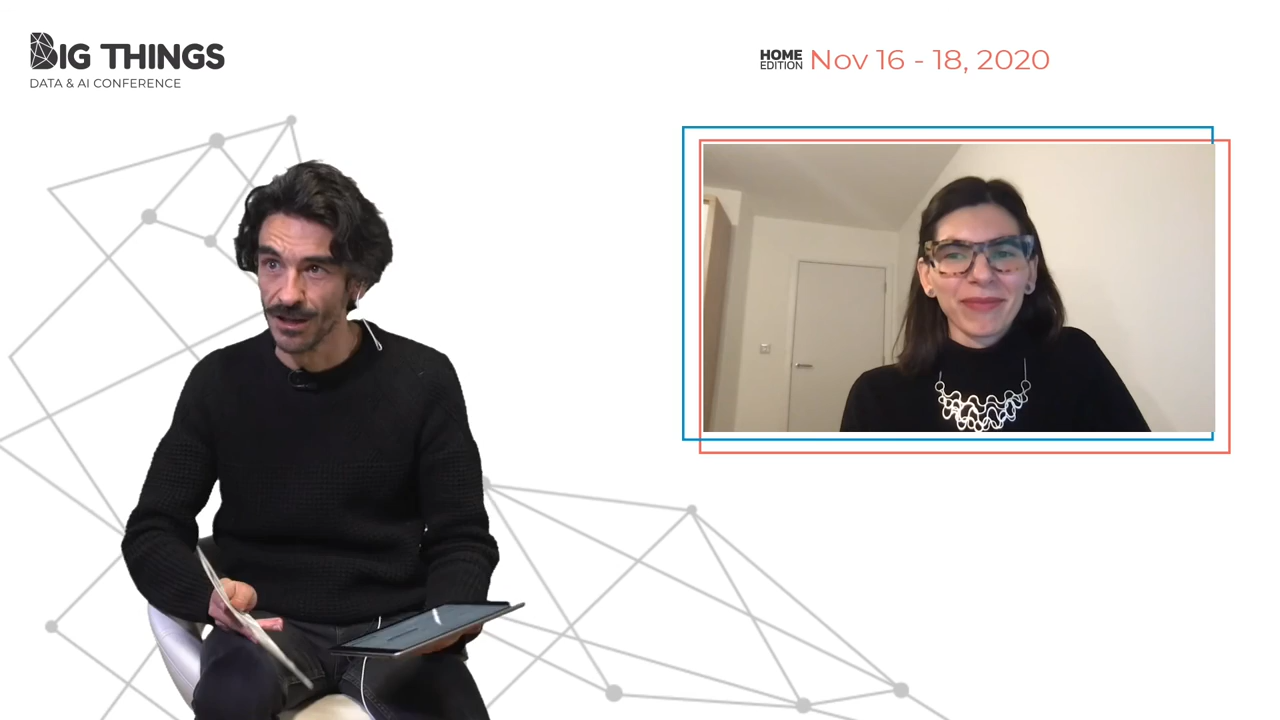 BIG THINGS
DATA & AI CONFERENCE
HOME
EDITION
Nov 16 - 18, 2020